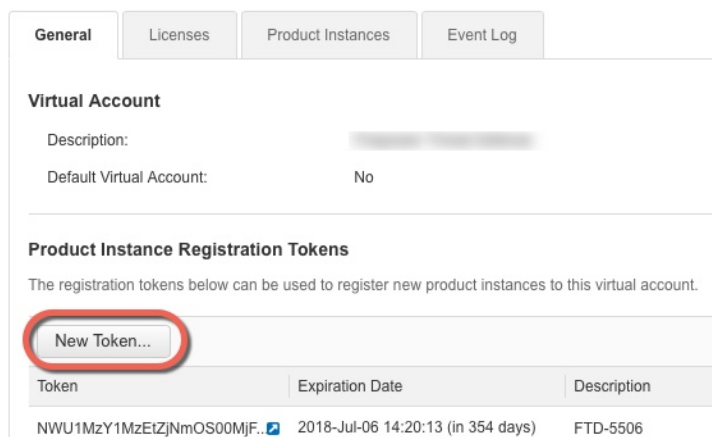 General Licenses Product Instances Event Log
Virtual Account
Description:
Default Virtual Account: No
Product Instance Registration Tokens
The registration tokens below can be used to register new product instances to this virtual account.
New Token...
Token Expiration Date Description
NWU1MzY1MzEtZjNmOS00MjF.. 2018-Jul-06 14:20:13 (in 354 days) FTD-5506